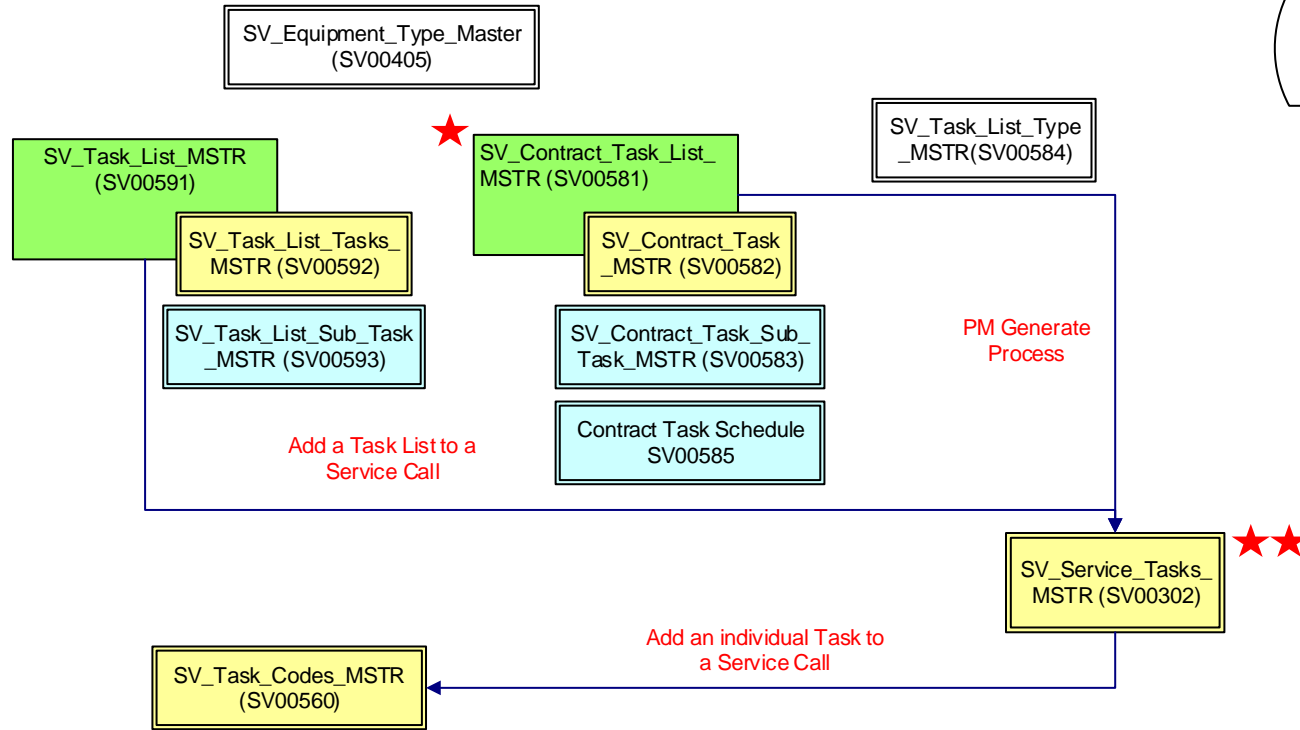 SV_Equipment_Type_Master
(SV00405)
SV_Task_List_Type
_MSTR(SV00584)
SV_Task_List_MSTR
(SV00591)
SV_Contract_Task_List_
MSTR (SV00581)
SV_Task_List_Tasks_
MSTR (SV00592)
SV_Contract_Task
_MSTR (SV00582)
SV_Task_List_Sub_Task
_MSTR (SV00593)
SV_Contract_Task_Sub_
Task_MSTR (SV00583)
PM Generate
Process
Contract Task Schedule
SV00585
Add a Task List to a
Service Call
SV_Service_Tasks_
MSTR (SV00302)
Add an individual Task to
a Service Call
SV_Task_Codes_MSTR
(SV00560)